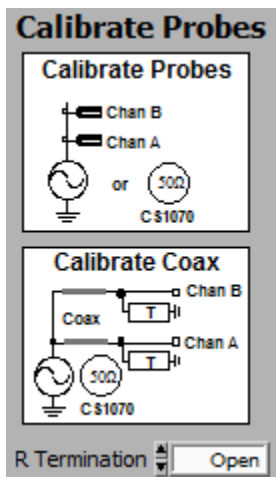 Calibrate Probes
Calibrate Probes
Chan B
Chan A
or
50Ω
CS1070
Calibrate Coax
Chan B
T
Coax
Chan A
T
50Ω
CS1070
R Termination Open